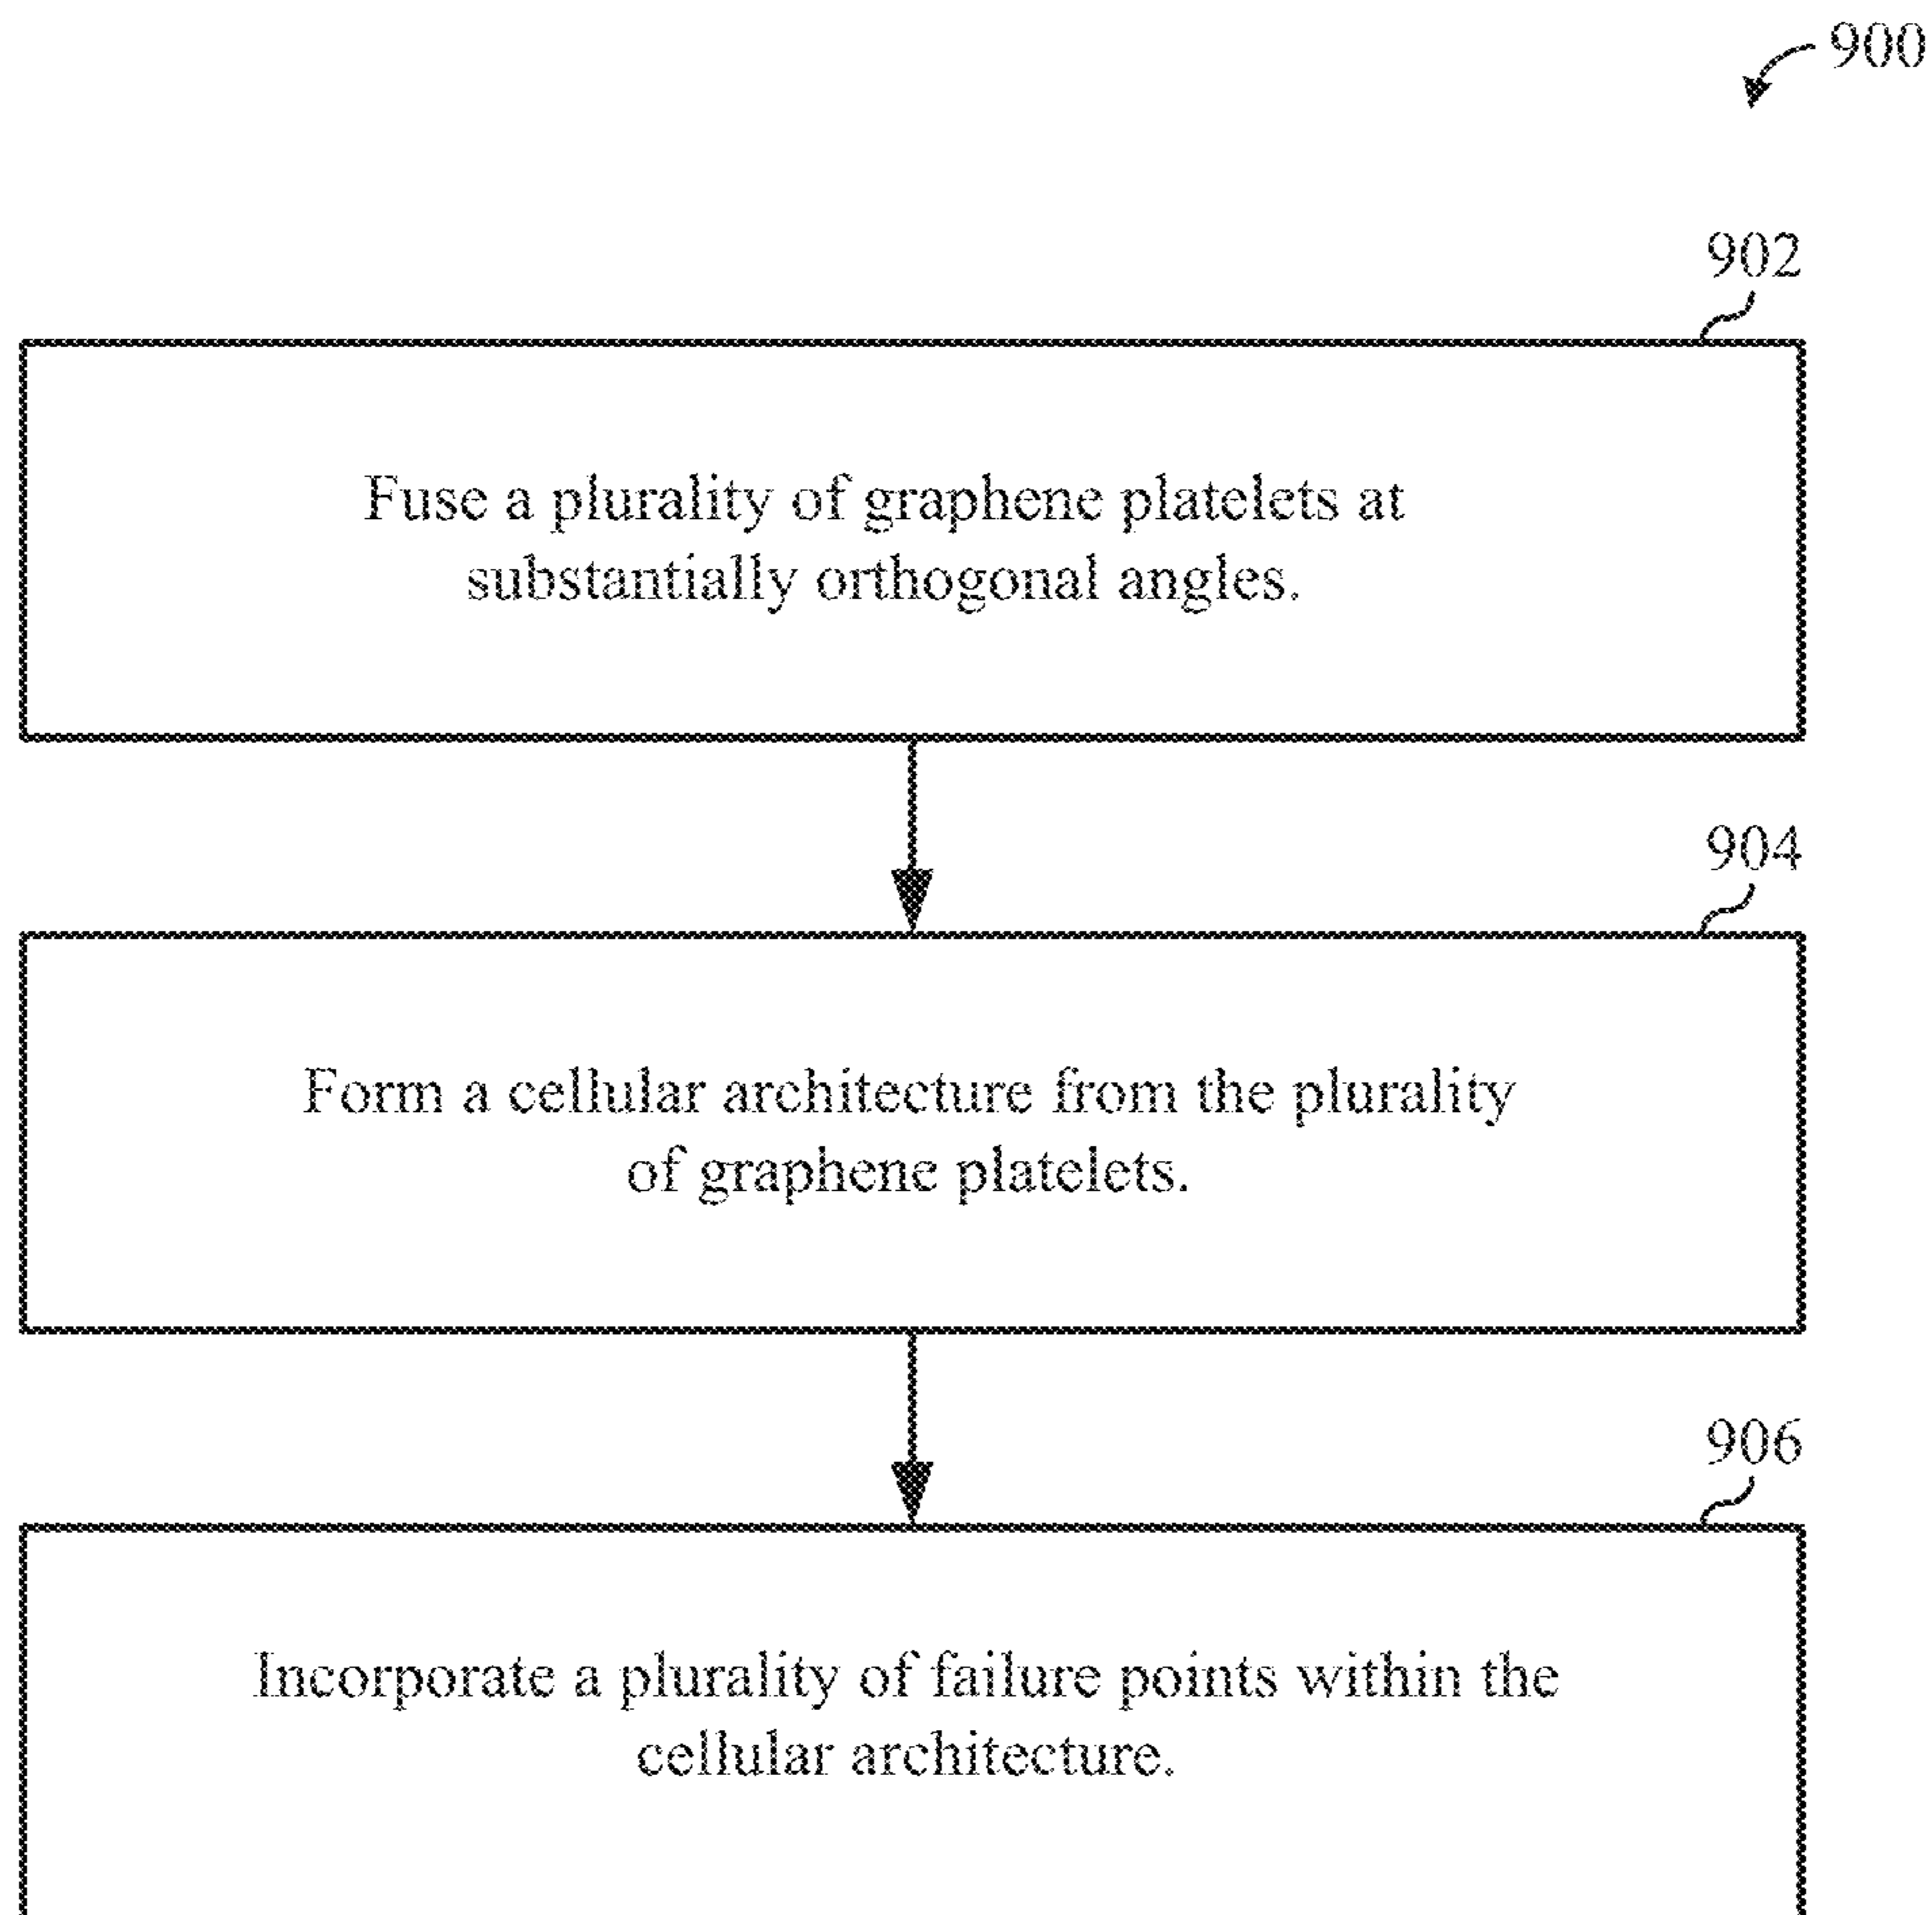 900
902
Fuse a plurality of graphene platelets at
substantially orthogonal angles.
904
Form a cellular architecture from the plurality
of graphene platelets.
906
Incorporate a plurality of failure points within the
cellular architecture.